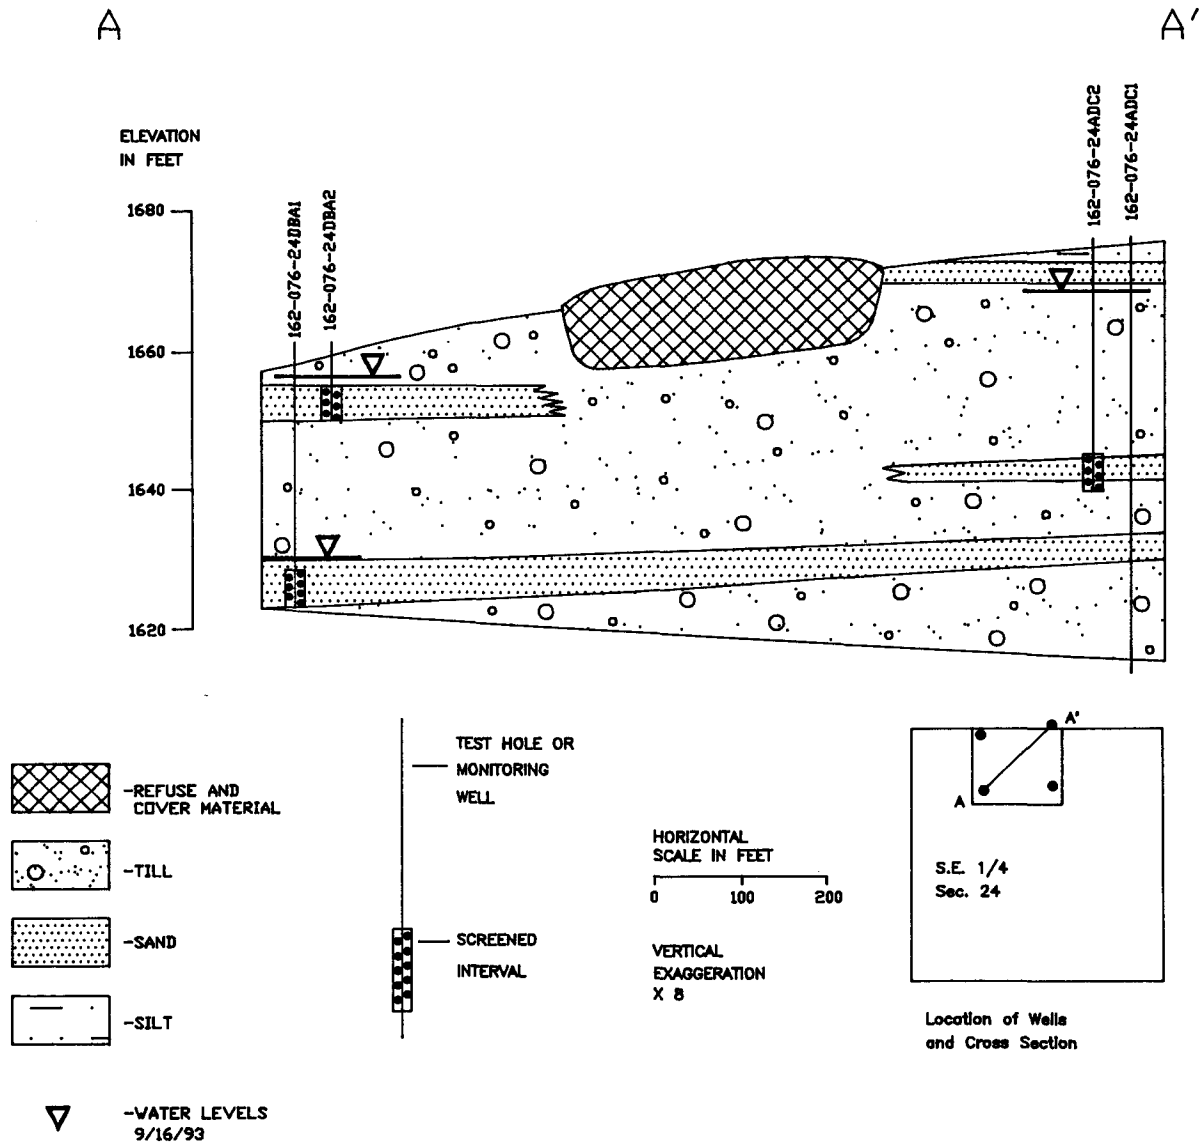 A
A'
ELEVATION
IN FEET
1680
1660
1640
1620
162-076-24DBA1
162-076-24DBA2
162-076-24ADC2
162-076-24ADC1
-REFUSE AND
COVER MATERIAL
-TILL
-SAND
-SILT
-WATER LEVELS
9/16/93
TEST HOLE OR
MONITORING
WELL
SCREENED
INTERVAL
HORIZONTAL
SCALE IN FEET
0 100 200
VERTICAL
EXAGGERATION
X 8
A'
A
S.E. 1/4
Sec. 24
Location of Wells
and Cross Section